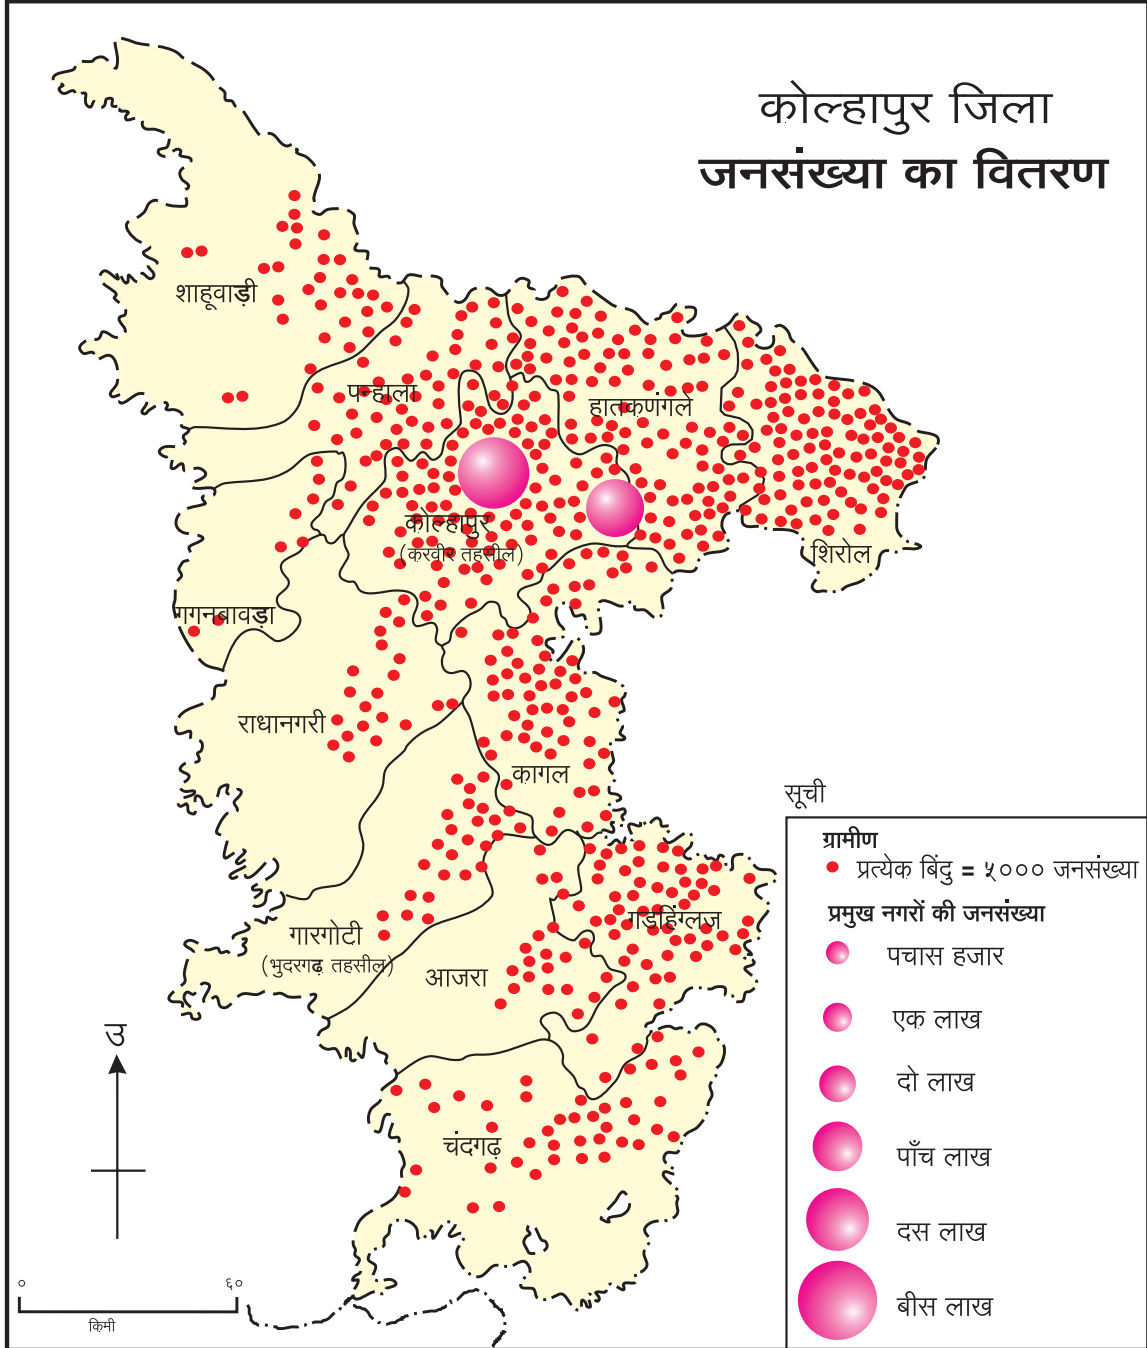 कोल्हापुर जिला
जनसंख्या का वितरण
शाहूवाड़ी
पन्हाला
हातकणंगले
कोल्हापुर
(करवीर तहसील)
शिरोल
गगनबावड़ा
राधानगरी
कागल
गडहिंग्लज
गारगोटी
(भुदरगढ़ तहसील)
आजरा
चंदगढ़
उ
० ६०
किमी
सूची
ग्रामीण
प्रत्येक बिंदु = ५००० जनसंख्या
प्रमुख नगरों की जनसंख्या
पचास हजार
एक लाख
दो लाख
पाँच लाख
दस लाख
बीस लाख